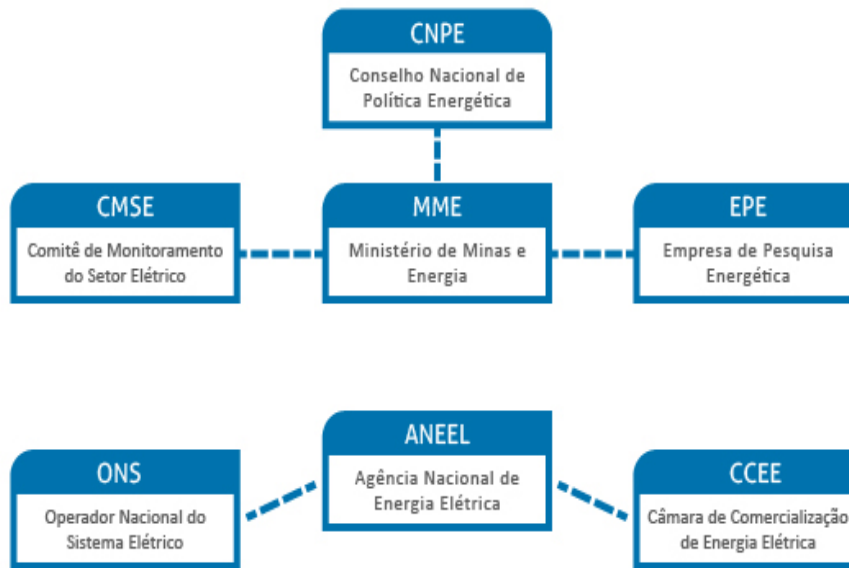 CNPE
Conselho Nacional de
Política Energética
CMSE
Comitê de Monitoramento
do Setor Elétrico
MME
Ministério de Minas e
Energia
EPE
Empresa de Pesquisa
Energética
ONS
Operador Nacional do
Sistema Elétrico
ANEEL
Agência Nacional de
Energia Elétrica
CCEE
Câmara de Comercialização
de Energia Elétrica